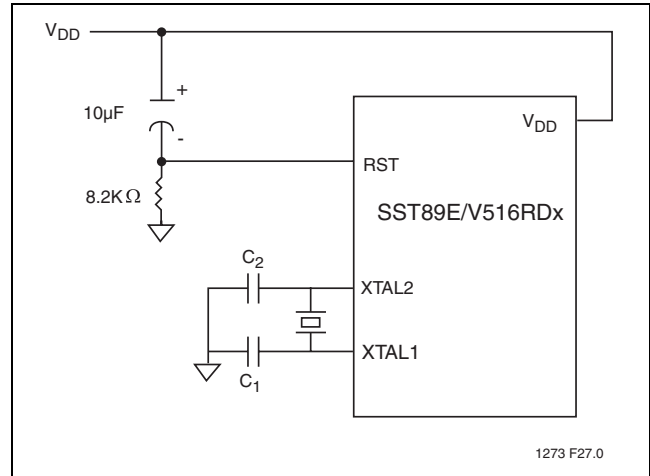 VDD
+
10µF
-
8.2KΩ
VDD
RST
SST89E/V516RDx
C2
XTAL2
XTAL1
C1
1273 F27.0